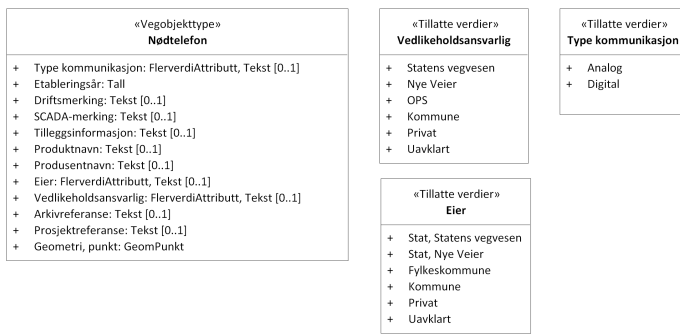 «Vegobjekttype»
Nødtelefon
+ Type kommunikasjon: FlerverdiAttributt, Tekst [0..1]
+ Etableringsår: Tall
+ Driftsmerking: Tekst [0..1]
+ SCADA-merking: Tekst [0..1]
+ Tilleggsinformasjon: Tekst [0..1]
+ Produktnavn: Tekst [0..1]
+ Produsentnavn: Tekst [0..1]
+ Eier: FlerverdiAttributt, Tekst [0..1]
+ Vedlikeholdsansvarlig: FlerverdiAttributt, Tekst [0..1]
+ Arkivreferanse: Tekst [0..1]
+ Prosjektreferanse: Tekst [0..1]
+ Geometri, punkt: GeomPunkt
«Tillatte verdier»
Vedlikeholdsansvarlig
+ Statens vegvesen
+ Nye Veier
+ OPS
+ Kommune
+ Privat
+ Uavklart
«Tillatte verdier»
Type kommunikasjon
+ Analog
+ Digital
«Tillatte verdier»
Eier
+ Stat, Statens vegvesen
+ Stat, Nye Veier
+ Fylkeskommune
+ Kommune
+ Privat
+ Uavklart